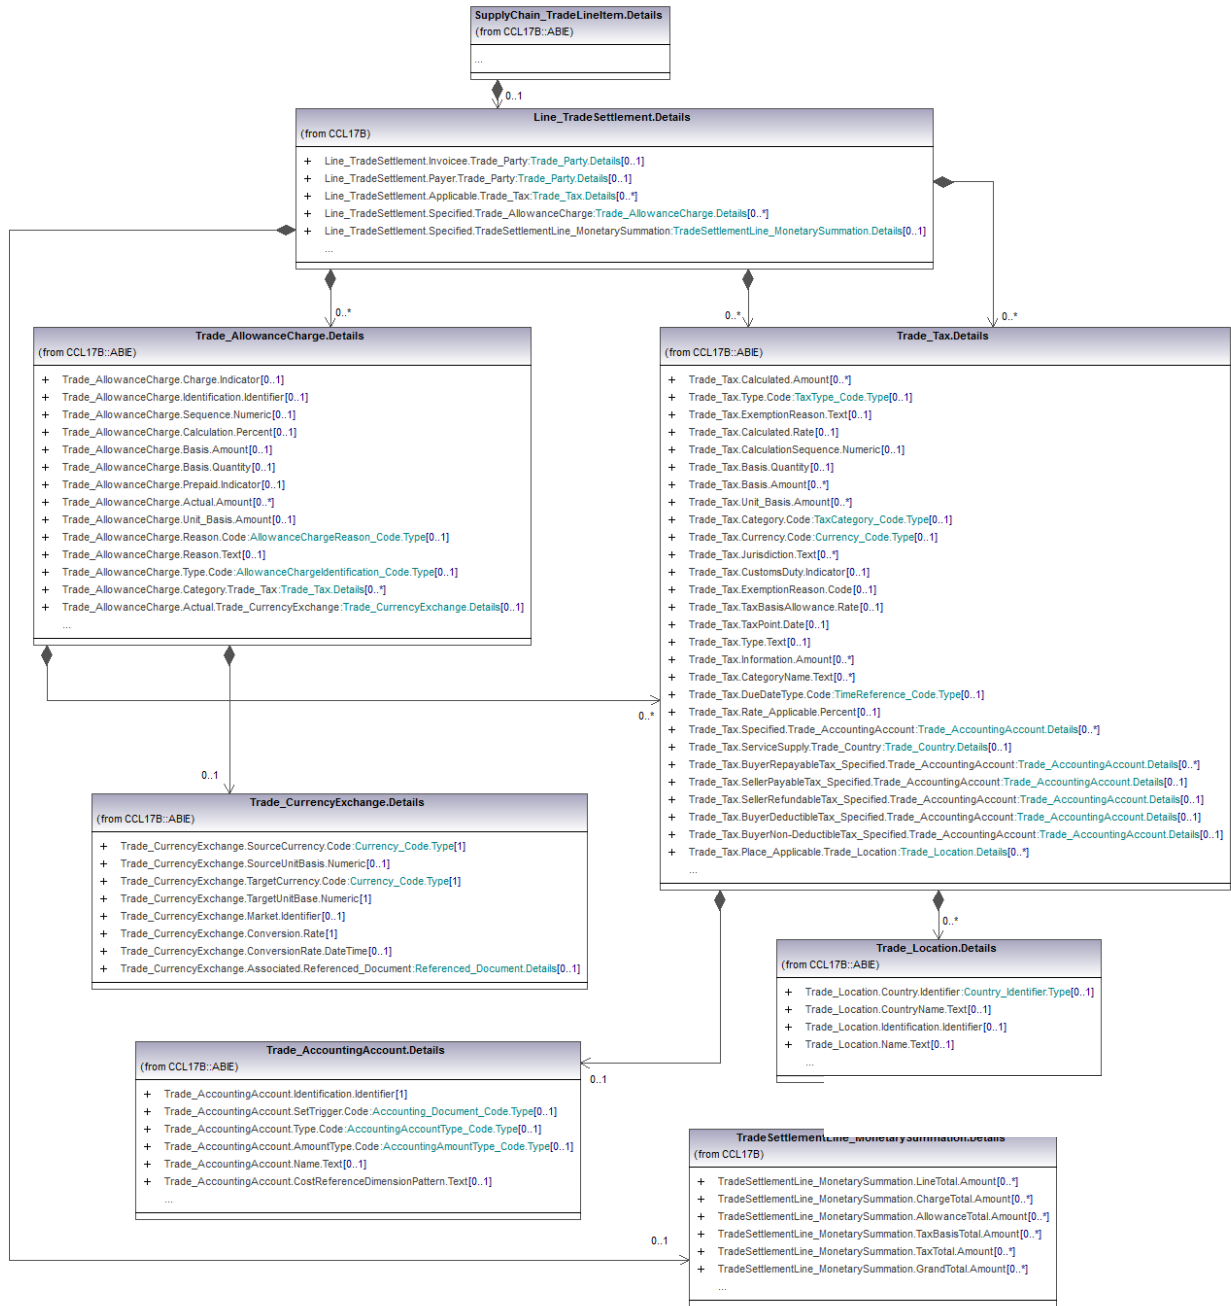 SupplyChain_TradeLineItem.Details
(from CCL17B::ABIE)
...
0..1
Line_TradeSettlement.Details
(from CCL17B)
+ Line_TradeSettlement.Invoicee.Trade_Party:Trade_Party.Details[0..1]
+ Line_TradeSettlement.Payer.Trade_Party:Trade_Party.Details[0..1]
+ Line_TradeSettlement.Applicable.Trade_Tax:Trade_Tax.Details[0..*]
+ Line_TradeSettlement.Specified.Trade_AllowanceCharge:Trade_AllowanceCharge.Details[0..*]
+ Line_TradeSettlement.Specified.TradeSettlementLine_MonetarySummation:TradeSettlementLine_MonetarySummation.Details[0..1]
...
0..*
0..*
0..*
Trade_AllowanceCharge.Details
(from CCL17B::ABIE)
+ Trade_AllowanceCharge.Charge.Indicator[0..1]
+ Trade_AllowanceCharge.Identification.Identifier[0..1]
+ Trade_AllowanceCharge.Sequence.Numeric[0..1]
+ Trade_AllowanceCharge.Calculation.Percent[0..1]
+ Trade_AllowanceCharge.Basis.Amount[0..1]
+ Trade_AllowanceCharge.Basis.Quantity[0..1]
+ Trade_AllowanceCharge.Prepaid.Indicator[0..1]
+ Trade_AllowanceCharge.Actual.Amount[0..*]
+ Trade_AllowanceCharge.Unit_Basis.Amount[0..1]
+ Trade_AllowanceCharge.Reason.Code:AllowanceChargeReason_Code.Type[0..1]
+ Trade_AllowanceCharge.Reason.Text[0..1]
+ Trade_AllowanceCharge.Type.Code:AllowanceChargeIdentification_Code.Type[0..1]
+ Trade_AllowanceCharge.Category.Trade_Tax:Trade_Tax.Details[0..*]
+ Trade_AllowanceCharge.Actual.Trade_CurrencyExchange:Trade_CurrencyExchange.Details[0..1]
...
Trade_Tax.Details
(from CCL17B::ABIE)
+ Trade_Tax.Calculated.Amount[0..*]
+ Trade_Tax.Type.Code:TaxType_Code.Type[0..1]
+ Trade_Tax.ExemptionReason.Text[0..1]
+ Trade_Tax.Calculated.Rate[0..1]
+ Trade_Tax.CalculationSequence.Numeric[0..1]
+ Trade_Tax.Basis.Quantity[0..1]
+ Trade_Tax.Basis.Amount[0..*]
+ Trade_Tax.Unit_Basis.Amount[0..*]
+ Trade_Tax.Category.Code:TaxCategory_Code.Type[0..1]
+ Trade_Tax.Currency.Code:Currency_Code.Type[0..1]
+ Trade_Tax.Jurisdiction.Text[0..*]
+ Trade_Tax.CustomsDuty.Indicator[0..1]
+ Trade_Tax.ExemptionReason.Code[0..1]
+ Trade_Tax.TaxBasisAllowance.Rate[0..1]
+ Trade_Tax.TaxPoint.Date[0..1]
+ Trade_Tax.Type.Text[0..1]
+ Trade_Tax.Information.Amount[0..*]
+ Trade_Tax.CategoryName.Text[0..*]
+ Trade_Tax.DueDateType.Code:TimeReference_Code.Type[0..1]
+ Trade_Tax.Rate_Applicable.Percent[0..1]
+ Trade_Tax.Specified.Trade_AccountingAccount:Trade_AccountingAccount.Details[0..*]
+ Trade_Tax.ServiceSupply.Trade_Country:Trade_Country.Details[0..1]
+ Trade_Tax.BuyerRepayableTax_Specified.Trade_AccountingAccount:Trade_AccountingAccount.Details[0..*]
+ Trade_Tax.SellerPayableTax_Specified.Trade_AccountingAccount:Trade_AccountingAccount.Details[0..1]
+ Trade_Tax.SellerRefundableTax_Specified.Trade_AccountingAccount:Trade_AccountingAccount.Details[0..1]
+ Trade_Tax.BuyerDeductibleTax_Specified.Trade_AccountingAccount:Trade_AccountingAccount.Details[0..1]
+ Trade_Tax.BuyerNon-DeductibleTax_Specified.Trade_AccountingAccount:Trade_AccountingAccount.Details[0..1]
+ Trade_Tax.Place_Applicable.Trade_Location:Trade_Location.Details[0..*]
...
0..*
0..1
Trade_CurrencyExchange.Details
(from CCL17B::ABIE)
+ Trade_CurrencyExchange.SourceCurrency.Code:Currency_Code.Type[1]
+ Trade_CurrencyExchange.SourceUnitBasis.Numeric[0..1]
+ Trade_CurrencyExchange.TargetCurrency.Code:Currency_Code.Type[1]
+ Trade_CurrencyExchange.TargetUnitBase.Numeric[1]
+ Trade_CurrencyExchange.Market.Identifier[0..1]
+ Trade_CurrencyExchange.Conversion.Rate[1]
+ Trade_CurrencyExchange.ConversionRate.DateTime[0..1]
+ Trade_CurrencyExchange.Associated.Referenced_Document:Referenced_Document.Details[0..1]
0..*
Trade_Location.Details
(from CCL17B::ABIE)
+ Trade_Location.Country.Identifier:Country_Identifier.Type[0..1]
+ Trade_Location.CountryName.Text[0..1]
+ Trade_Location.Identification.Identifier[0..1]
+ Trade_Location.Name.Text[0..1]
...
Trade_AccountingAccount.Details
(from CCL17B::ABIE)
+ Trade_AccountingAccount.Identification.Identifier[1]
+ Trade_AccountingAccount.SetTrigger.Code:Accounting_Document_Code.Type[0..1]
+ Trade_AccountingAccount.Type.Code:AccountingAccountType_Code.Type[0..1]
+ Trade_AccountingAccount.AmountType.Code:AccountingAmountType_Code.Type[0..1]
+ Trade_AccountingAccount.Name.Text[0..1]
+ Trade_AccountingAccount.CostReferenceDimensionPattern.Text[0..1]
...
0..1
TradeSettlementLine_MonetarySummation.Details
(from CCL17B)
+ TradeSettlementLine_MonetarySummation.LineTotal.Amount[0..*]
+ TradeSettlementLine_MonetarySummation.ChargeTotal.Amount[0..*]
+ TradeSettlementLine_MonetarySummation.AllowanceTotal.Amount[0..*]
+ TradeSettlementLine_MonetarySummation.TaxBasisTotal.Amount[0..*]
+ TradeSettlementLine_MonetarySummation.TaxTotal.Amount[0..*]
+ TradeSettlementLine_MonetarySummation.GrandTotal.Amount[0..*]
...
0..1